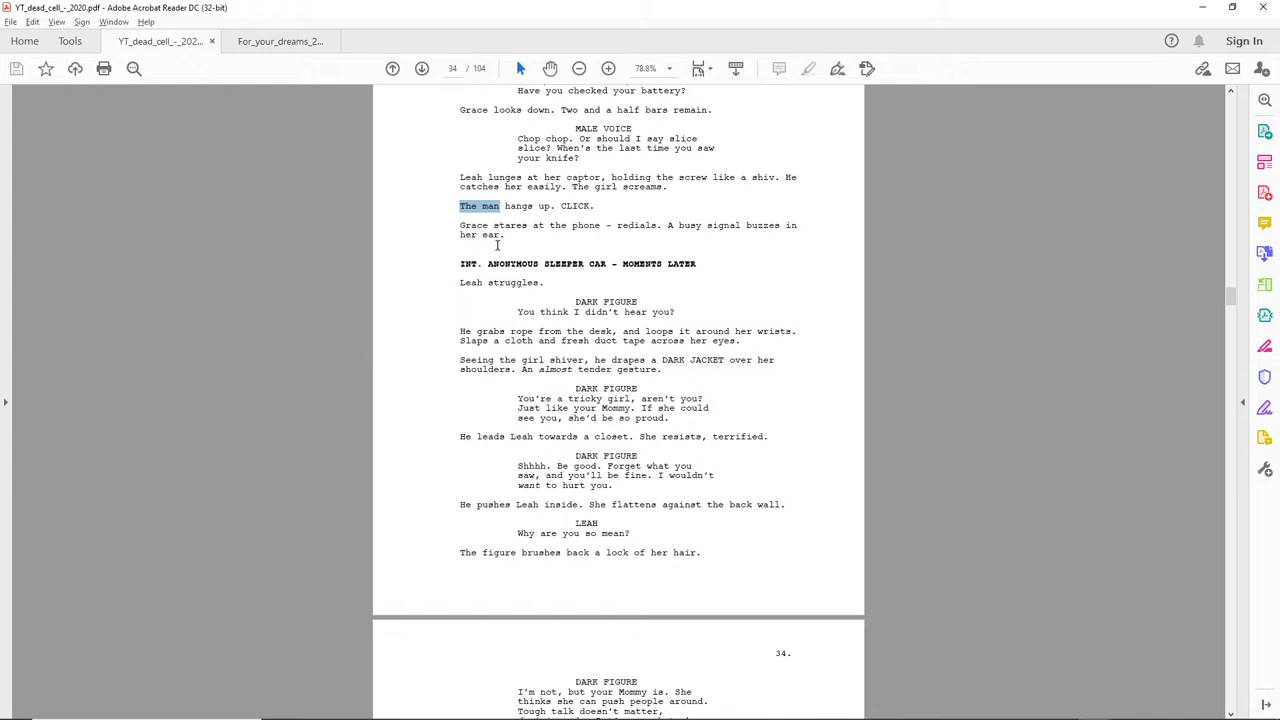 YT_dead_cell_-_2020.pdf - Adobe Acrobat Reader DC (32-bit)
File Edit View Sign Window Help
Home Tools YT_dead_cell_-_202... × For_your_dreams_2... Sign In
34 / 104 78.8%
Have you checked your battery?
Grace looks down. Two and a half bars remain.
MALE VOICE
Chop chop. Or should I say slice
slice? When's the last time you saw
your knife?
Leah lunges at her captor, holding the screw like a shiv. He
catches her easily. The girl screams.
The man hangs up. CLICK.
Grace stares at the phone – redials. A busy signal buzzes in
her ear.
INT. ANONYMOUS SLEEPER CAR – MOMENTS LATER
Leah struggles.
DARK FIGURE
You think I didn't hear you?
He grabs rope from the desk, and loops it around her wrists.
Slaps a cloth and fresh duct tape across her eyes.
Seeing the girl shiver, he drapes a DARK JACKET over her
shoulders. An almost tender gesture.
DARK FIGURE
You're a tricky girl, aren't you?
Just like your Mommy. If she could
see you, she'd be so proud.
He leads Leah towards a closet. She resists, terrified.
DARK FIGURE
Shhhh. Be good. Forget what you
saw, and you'll be fine. I wouldn't
want to hurt you.
He pushes Leah inside. She flattens against the back wall.
LEAH
Why are you so mean?
The figure brushes back a lock of her hair.
34.
DARK FIGURE
I'm not, but your Mommy is. She
thinks she can push people around.
Tough talk doesn't matter,